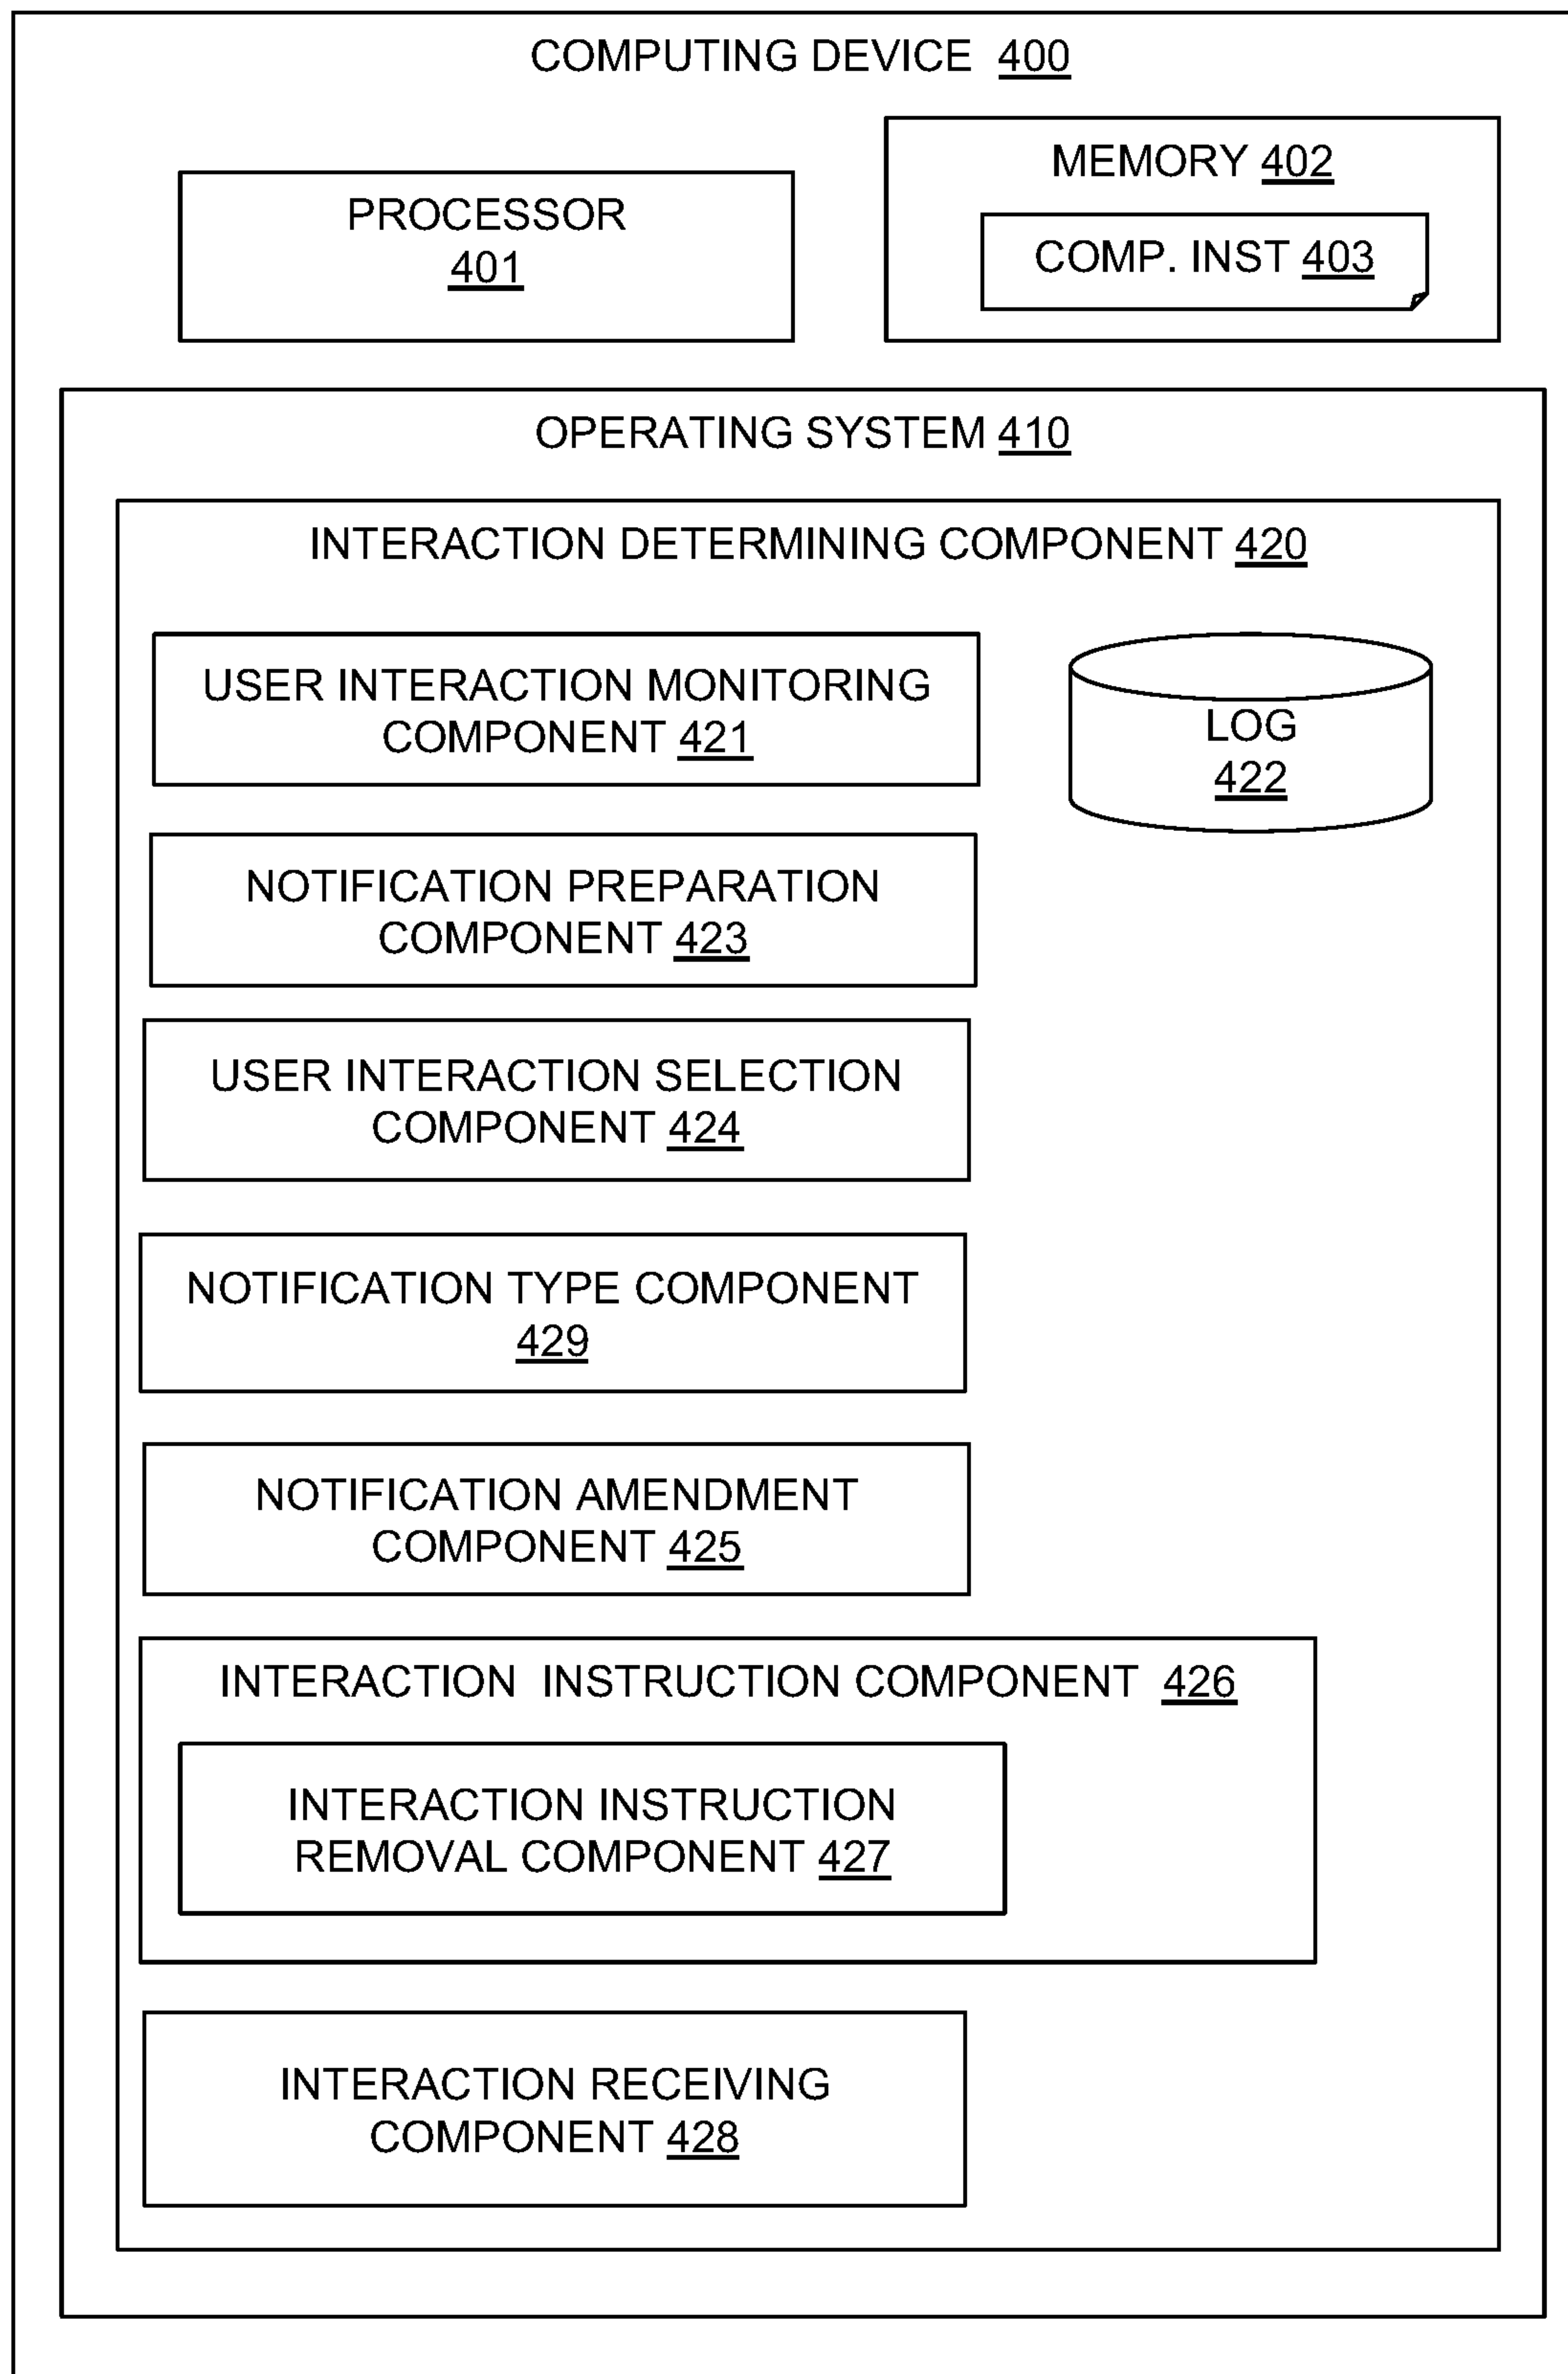 COMPUTING DEVICE 400
PROCESSOR
401
MEMORY 402
COMP. INST 403
OPERATING SYSTEM 410
INTERACTION DETERMINING COMPONENT 420
USER INTERACTION MONITORING
COMPONENT 421
LOG
422
NOTIFICATION PREPARATION
COMPONENT 423
USER INTERACTION SELECTION
COMPONENT 424
NOTIFICATION TYPE COMPONENT
429
NOTIFICATION AMENDMENT
COMPONENT 425
INTERACTION INSTRUCTION COMPONENT 426
INTERACTION INSTRUCTION
REMOVAL COMPONENT 427
INTERACTION RECEIVING
COMPONENT 428